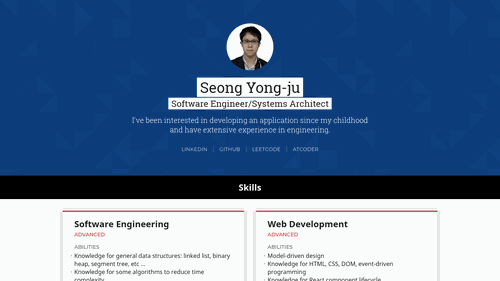 Seong Yong-ju
Software Engineer/Systems Architect
I've been interested in developing an application since my childhood
and have extensive experience in engineering.
LINKEDIN | GITHUB | LEETCODE | ATCODER
Skills
Software Engineering
ADVANCED
ABILITIES
· Knowledge for general data structures: linked list, binary
heap, segment tree, etc ...
· Knowledge for some algorithms to reduce time
complexity
Web Development
ADVANCED
ABILITIES
· Model-driven design
· Knowledge for HTML, CSS, DOM, event-driven
programming
· Knowledge for React component lifecycle